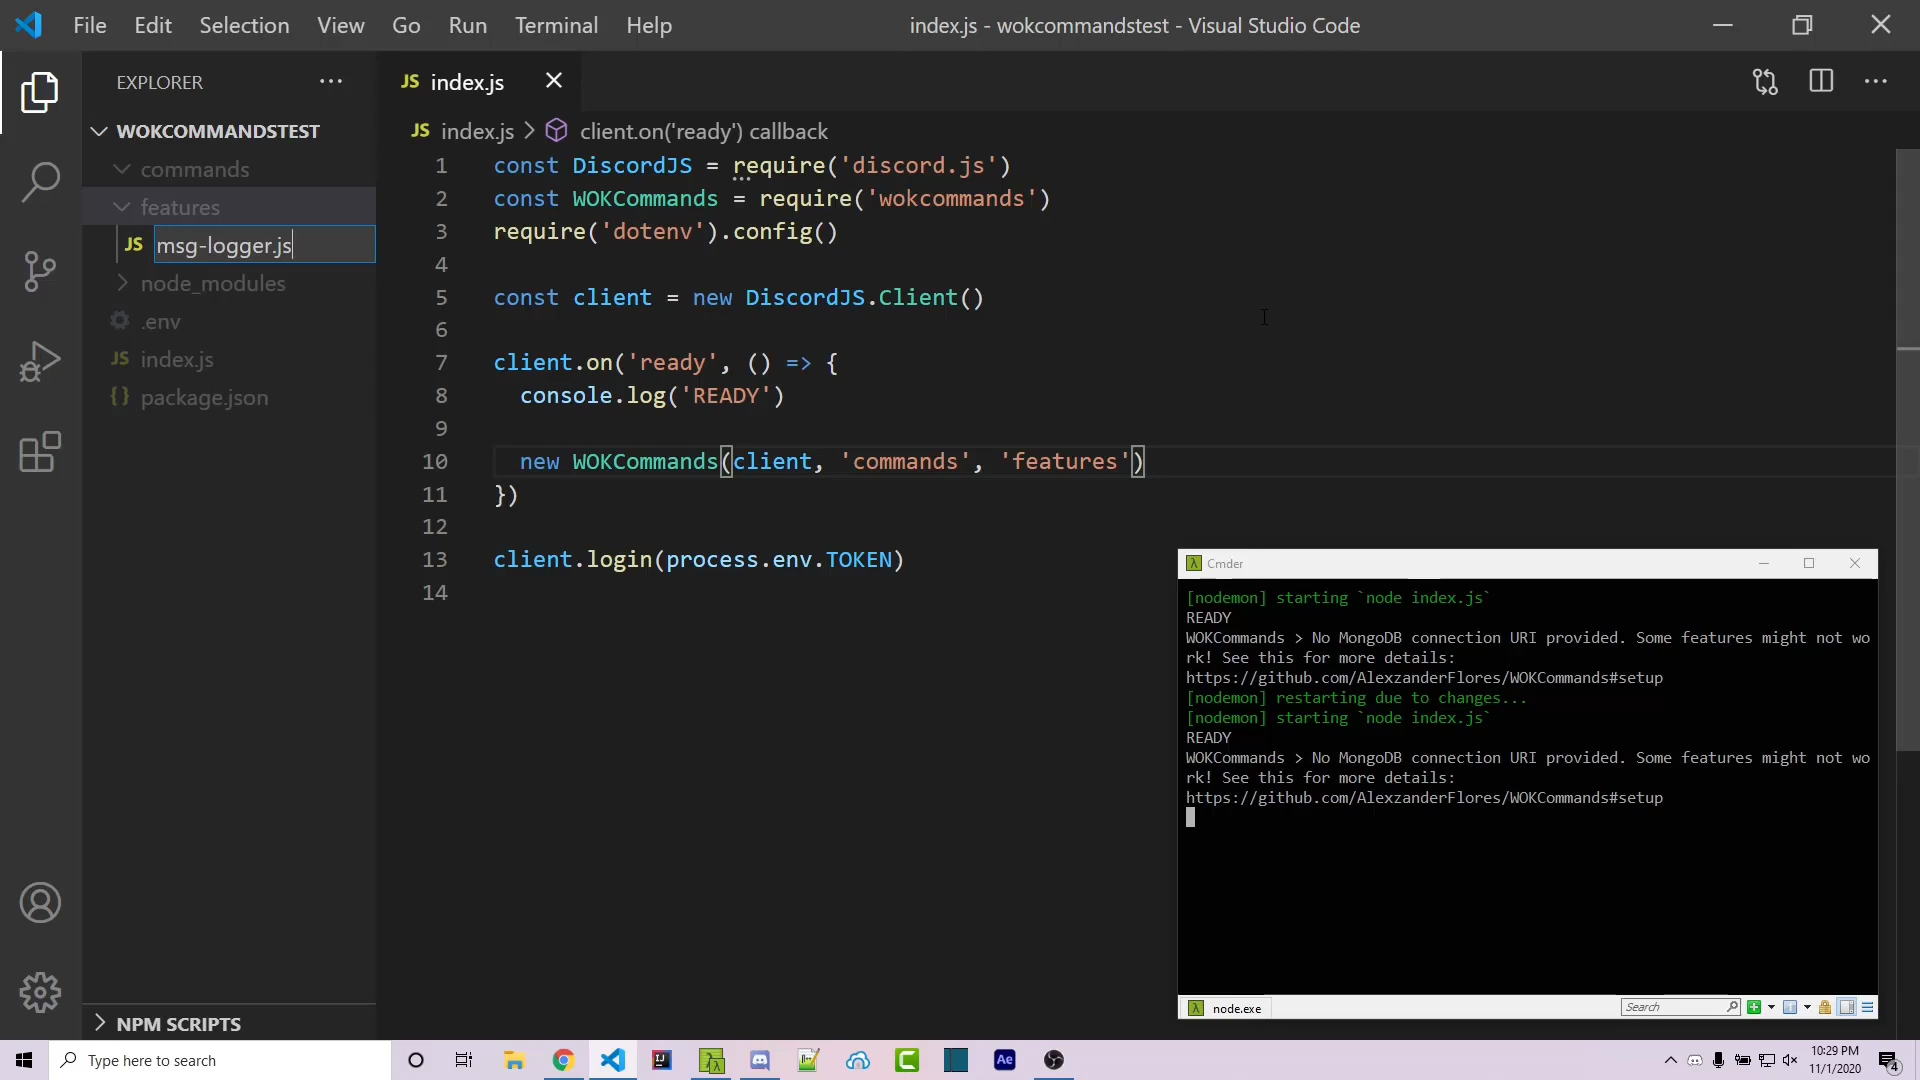 File Edit Selection View Go Run Terminal Help
index.js - wokcommandstest - Visual Studio Code
EXPLORER
WOKCOMMANDSTEST
commands
features
JS msg-logger.js
node_modules
.env
JS index.js
{} package.json
NPM SCRIPTS
JS index.js
JS index.js > client.on('ready') callback
1 const DiscordJS = require('discord.js')
2 const WOKCommands = require('wokcommands')
3 require('dotenv').config()
4
5 const client = new DiscordJS.Client()
6
7 client.on('ready', () => {
8 console.log('READY')
9
10 new WOKCommands(client, 'commands', 'features')
11 })
12
13 client.login(process.env.TOKEN)
14
Cmder
[nodemon] starting `node index.js`
READY
WOKCommands > No MongoDB connection URI provided. Some features might not wo
rk! See this for more details:
https://github.com/AlexzanderFlores/WOKCommands#setup
[nodemon] restarting due to changes...
[nodemon] starting `node index.js`
READY
WOKCommands > No MongoDB connection URI provided. Some features might not wo
rk! See this for more details:
https://github.com/AlexzanderFlores/WOKCommands#setup
node.exe
Search
Type here to search
IJ
Ae
10:29 PM
11/1/2020
4